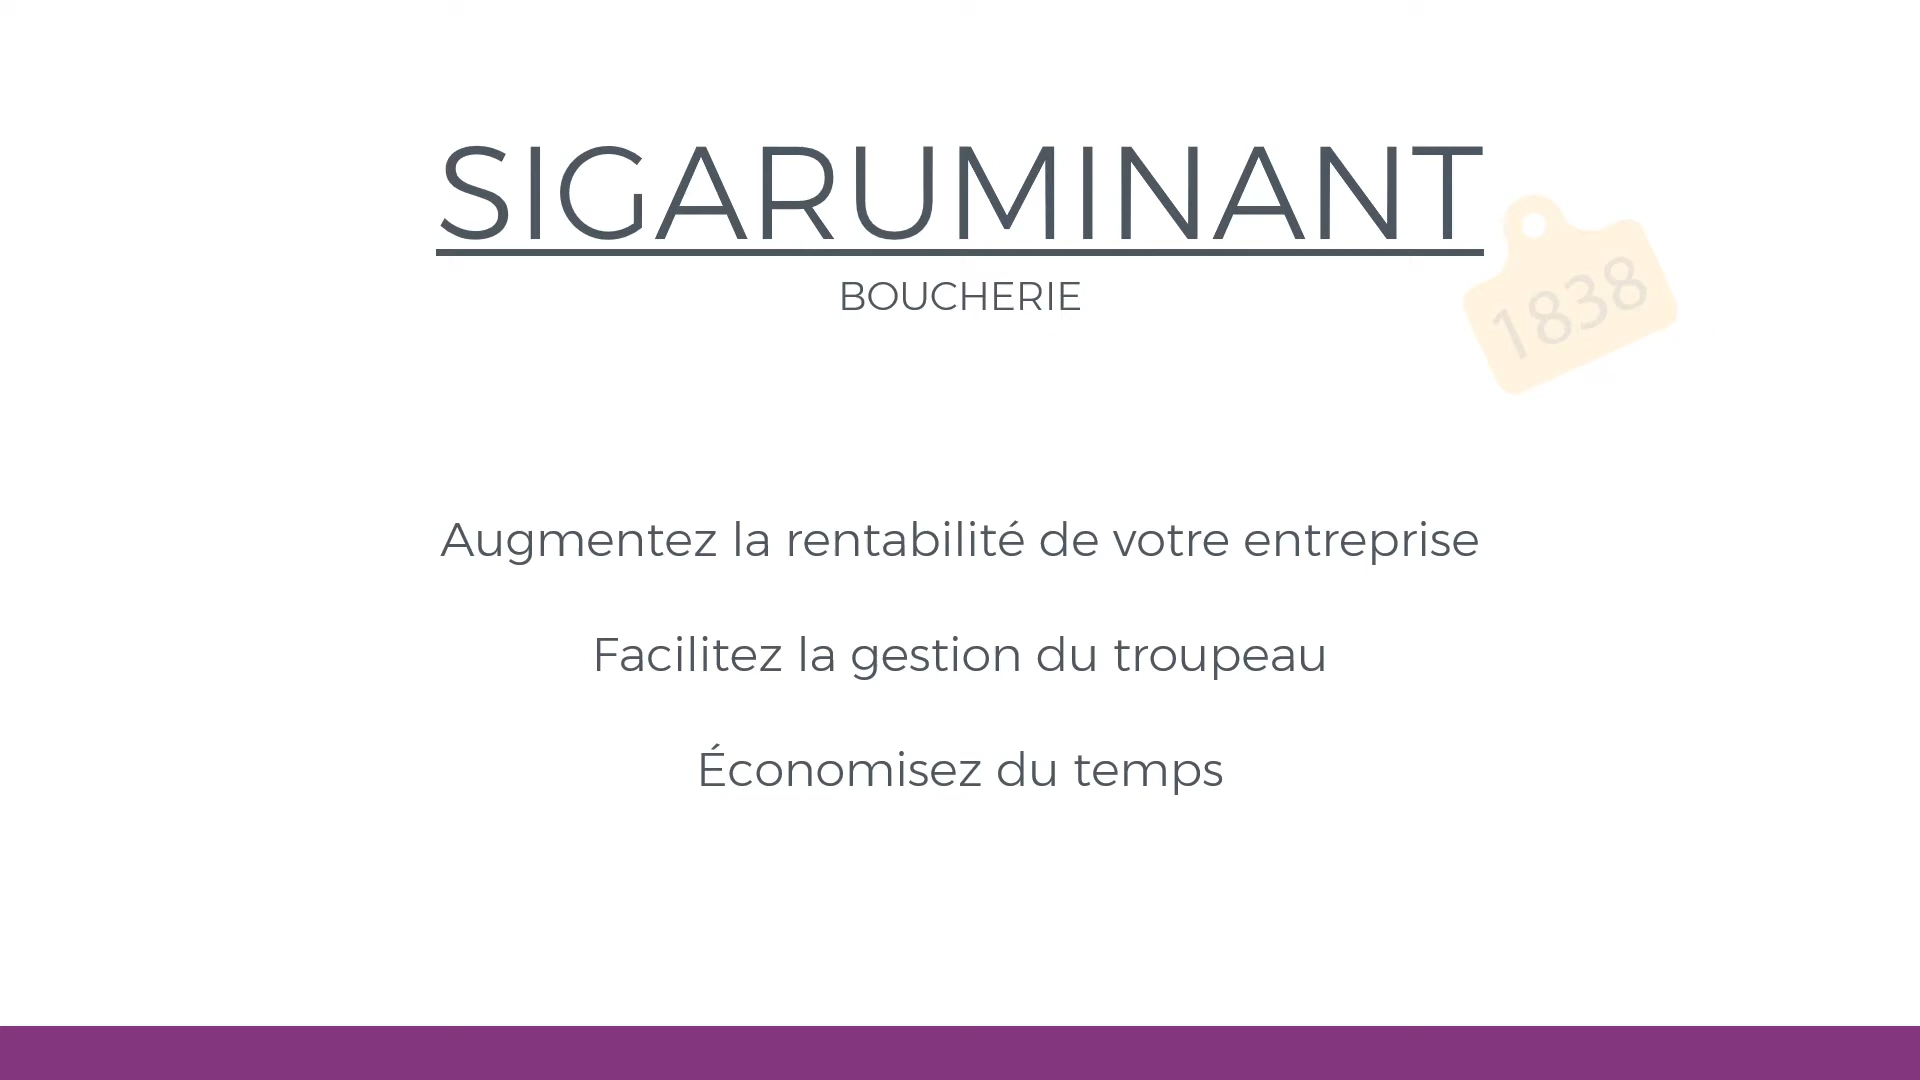 SIGARUMINANT
BOUCHERIE
1838
Augmentez la rentabilité de votre entreprise
Facilitez la gestion du troupeau
Économisez du temps